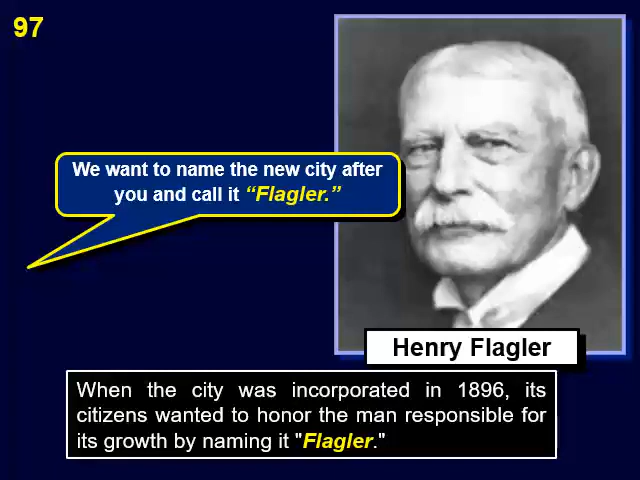 97
We want to name the new city after
you and call it “Flagler.”
Henry Flagler
When the city was incorporated in 1896, its
citizens wanted to honor the man responsible for
its growth by naming it "Flagler."